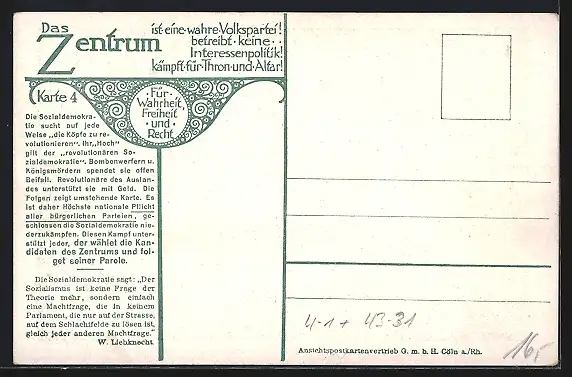 Das Zentrum
ist·eine·wahre·Volkspartei!
betreibt·keine··
Interessenpolitik!
kämpft·für·Thron·und·Altar!
Karte 4
·Für·
Wahrheit,
Freiheit
·und·
Recht
Die Sozialdemokra-
tie sucht auf jede
Weise „die Köpfe zu re-
volutionieren“. Ihr „Hoch“
gilt der „revolutionären So-
zialdemokratie“. Bombenwerfern u.
Königsmördern spendet sie offen
Beifall. Revolutionäre des Auslan-
des unterstützt sie mit Geld. Die
Folgen zeigt umstehende Karte. Es
ist daher Höchste nationale Pflicht
aller bürgerlichen Parteien, ge-
schlossen die Sozialdemokratie nie-
derzukämpfen. Diesen Kampf unter-
stützt jeder, der wählet die Kan-
didaten des Zentrums und fol-
get seiner Parole.
Die Sozialdemokratie sagt: „Der
Sozialismus ist keine Frage der
Theorie mehr, sondern einfach
eine Machtfrage, die in keinem
Parlament, die nur auf der Strasse,
auf dem Schlachtfelde zu lösen ist,
gleich jeder anderen Machtfrage.“
W. Liebknecht.
4-1 + 43-31
Ansichtspostkartenvertrieb G. m. b. H. Cöln a./Rh.
16,-